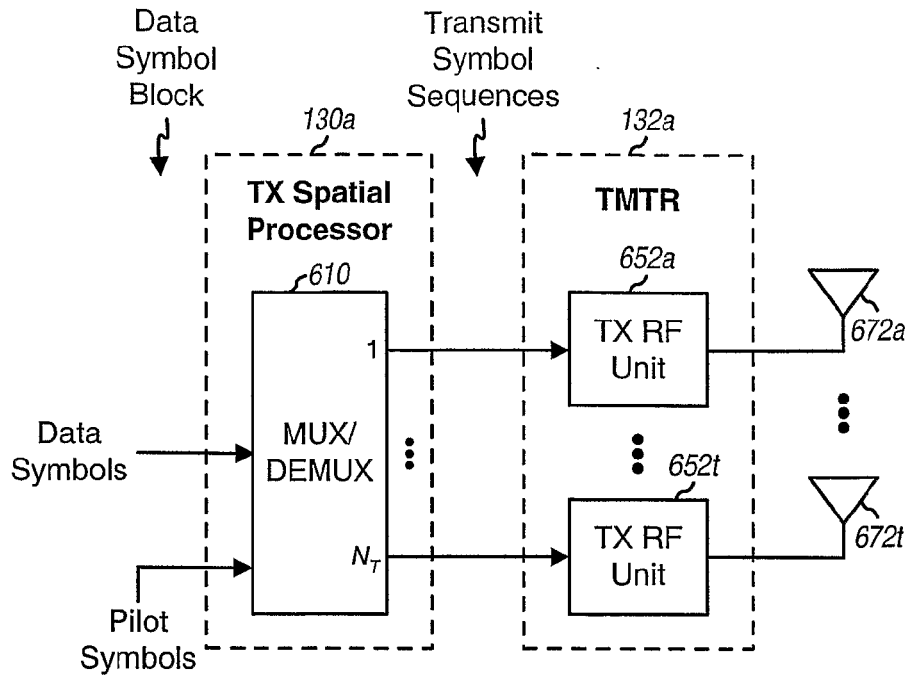 Data
Symbol
Block
Transmit
Symbol
Sequences
130a
132a
TX Spatial
Processor
TMTR
610
652a
1
TX RF
Unit
672a
Data
Symbols
MUX/
DEMUX
652t
N_T
TX RF
Unit
672t
Pilot
Symbols